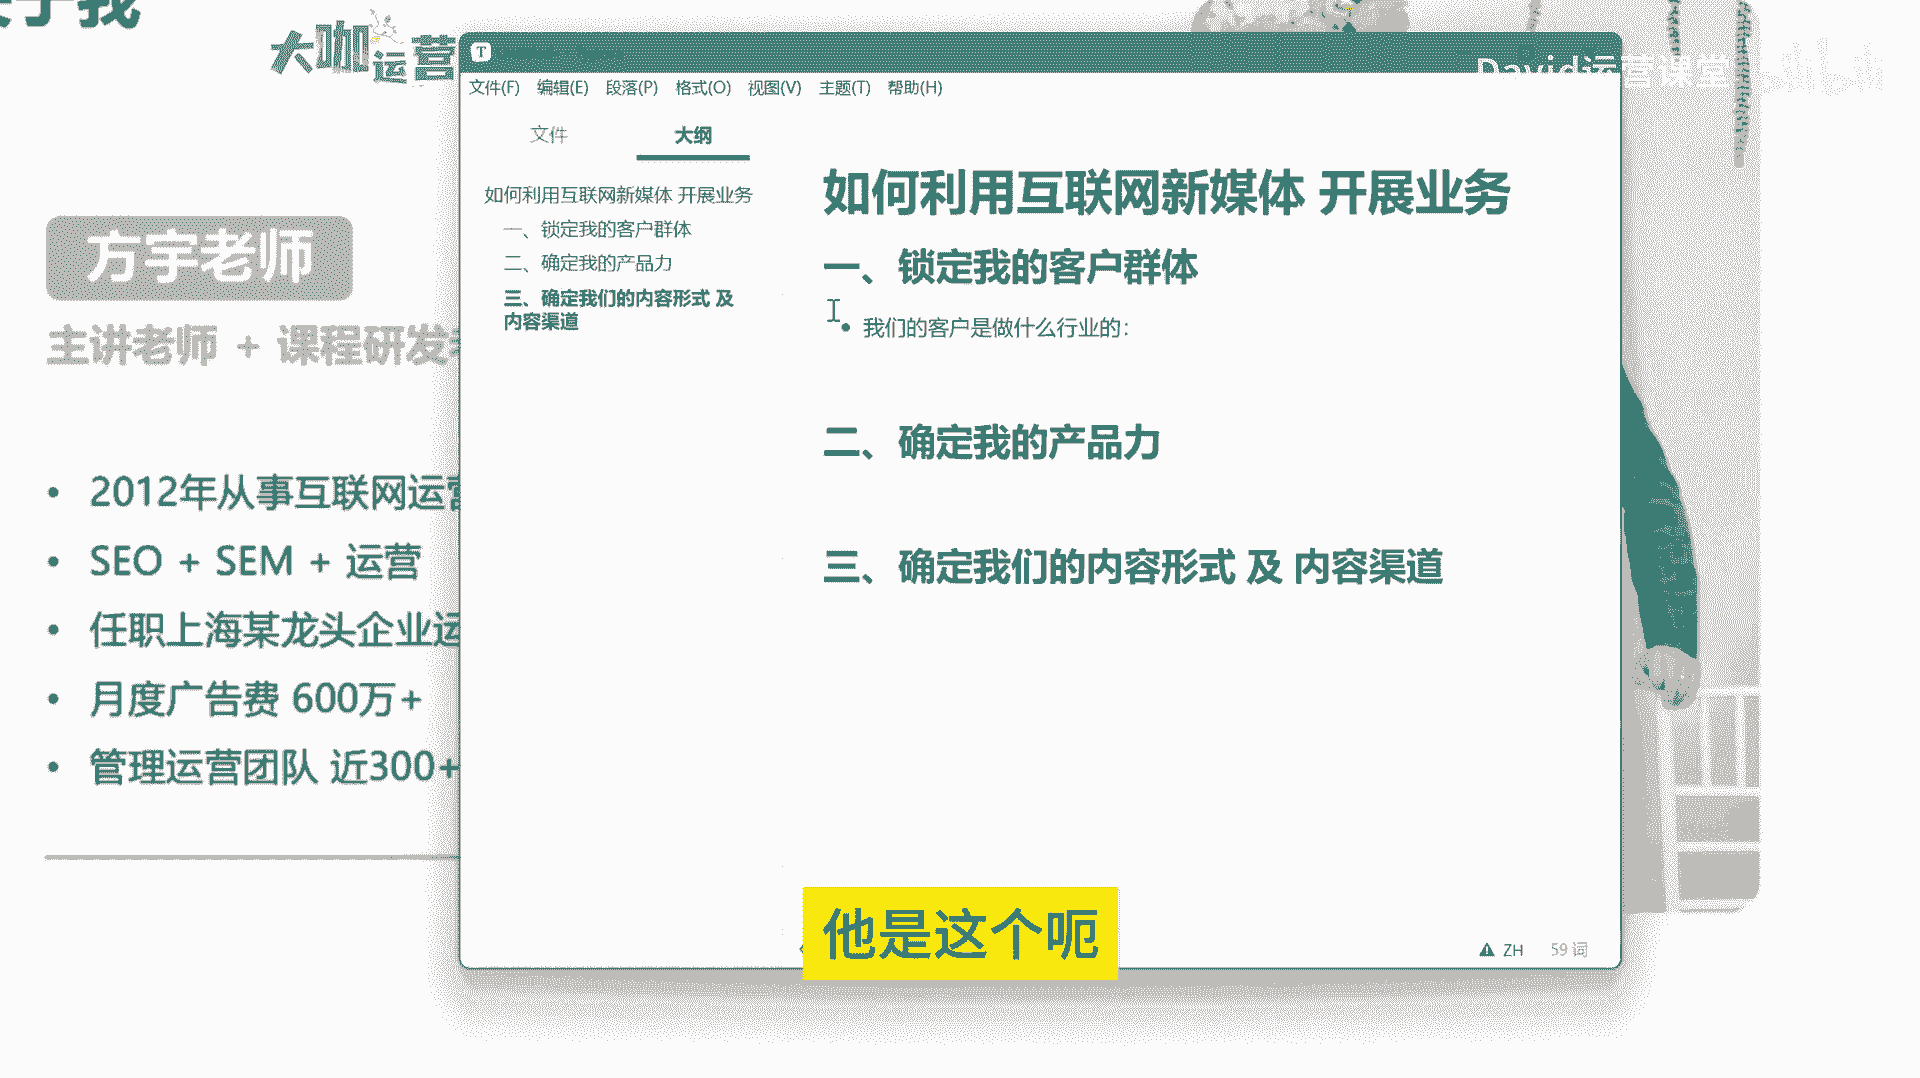 关于我
大咖运营
方宇老师
主讲老师 + 课程研发
2012年从事互联网运营
SEO + SEM + 运营
任职上海某龙头企业运
月度广告费 600万+
管理运营团队 近300+
T
文件(F) 编辑(E) 段落(P) 格式(O) 视图(V) 主题(T) 帮助(H)
文件 大纲
如何利用互联网新媒体 开展业务
一、锁定我的客户群体
二、确定我的产品力
三、确定我们的内容形式 及
内容渠道
如何利用互联网新媒体 开展业务
一、锁定我的客户群体
我们的客户是做什么行业的：
二、确定我的产品力
三、确定我们的内容形式 及 内容渠道
ZH 59 词
David运营课堂 bilibili
他是这个呃